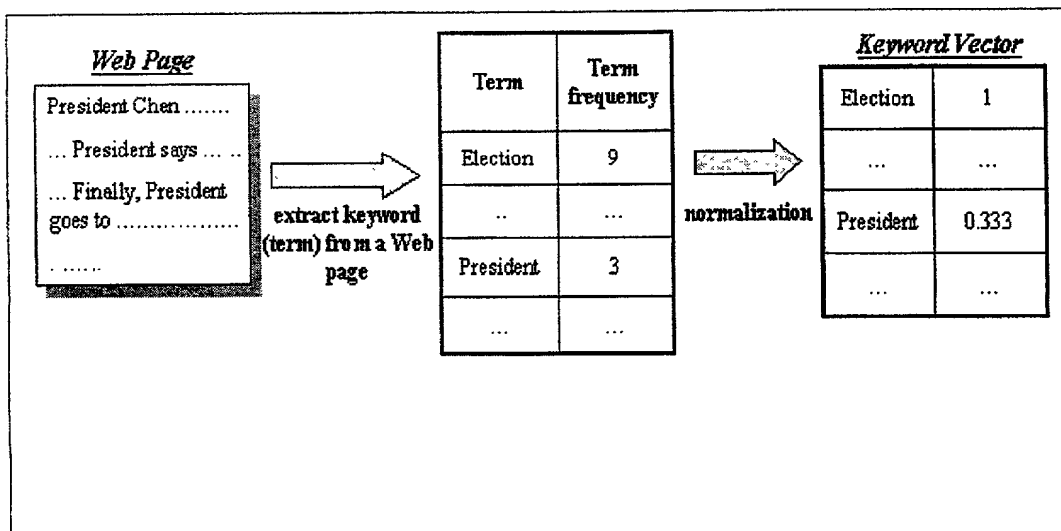 Web Page
President Chen .......
... President says ... ..
... Finally, President
goes to ...................
. ......
extract keyword
(term) from a Web
page
Term
Term
frequency
Election
9
..
...
President
3
...
...
normalization
Keyword Vector
Election
1
...
...
President
0.333
...
...